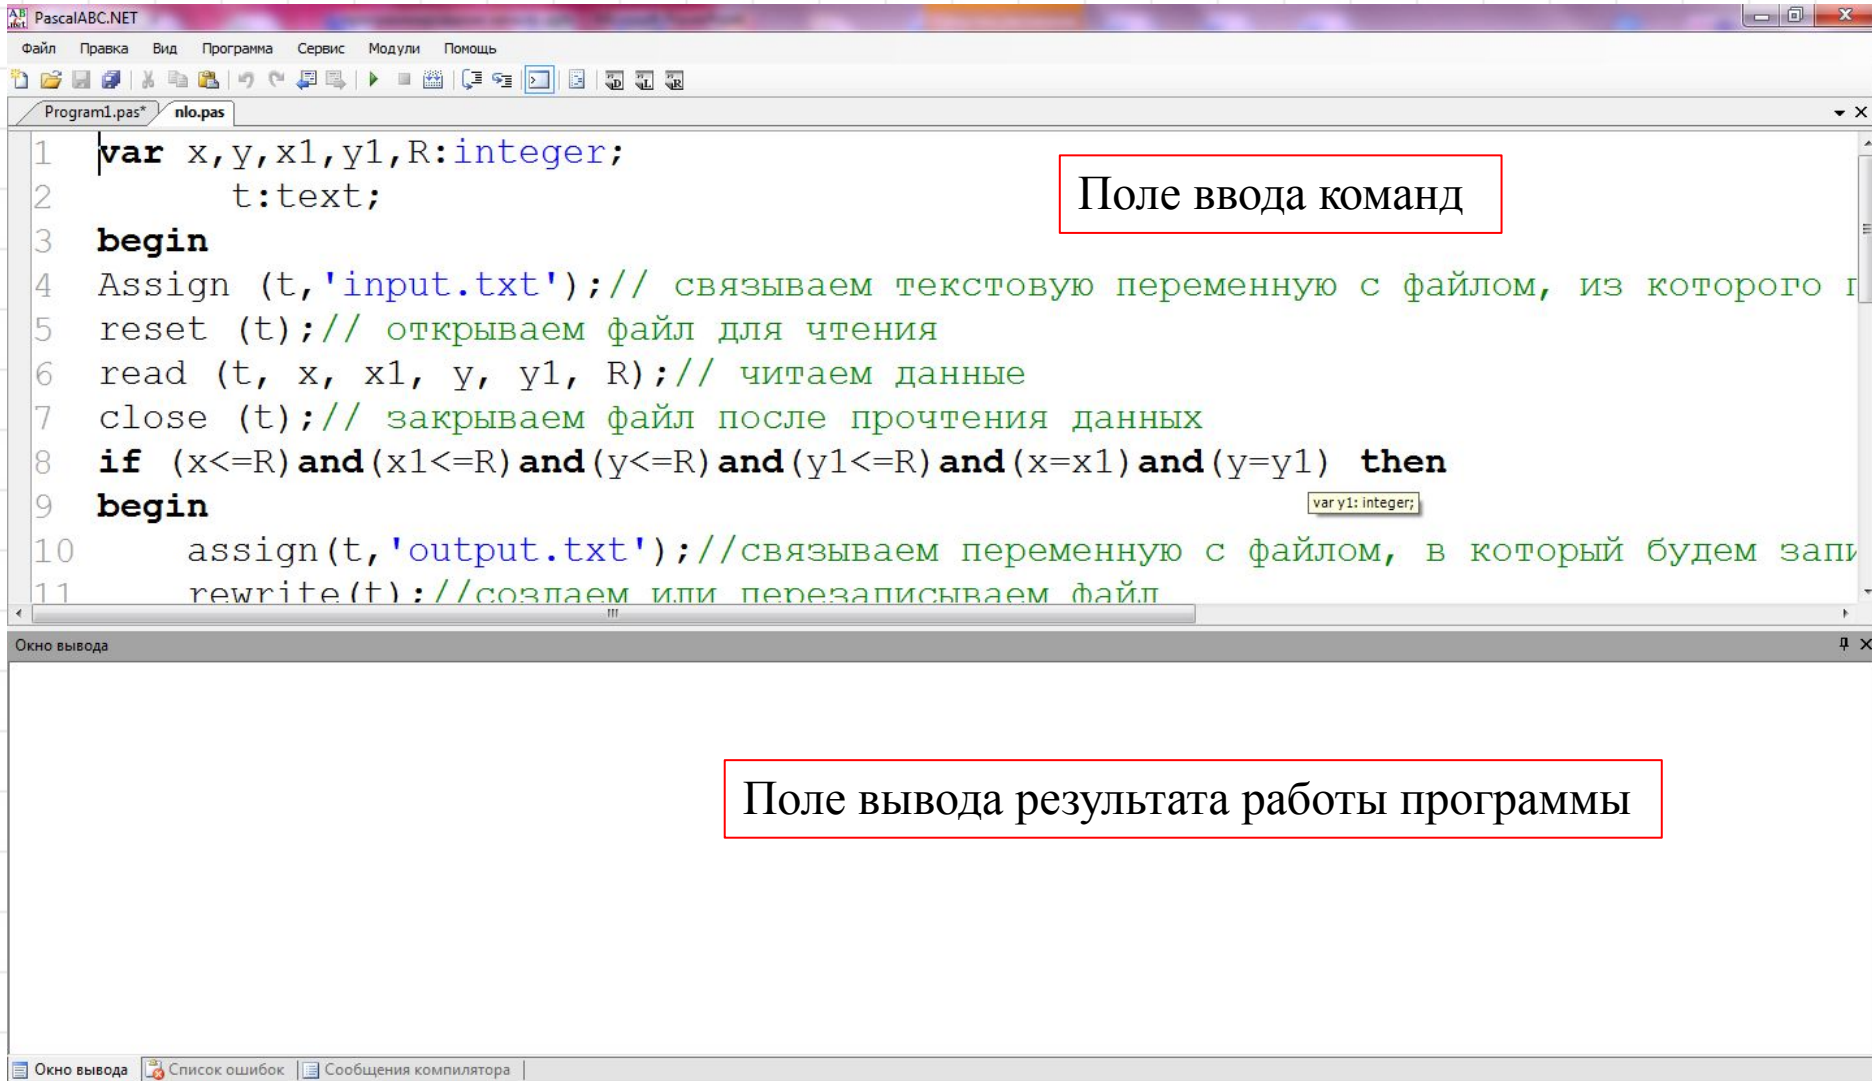 PascalABC.NET
Файл Правка Вид Программа Сервис Модули Помощь
Program1.pas* nlo.pas
1 var x,y,x1,y1,R:integer;
2 t:text;
Поле ввода команд
3 begin
4 Assign (t,'input.txt');// связываем текстовую переменную с файлом, из которого
5 reset (t);// открываем файл для чтения
6 read (t, x, x1, y, y1, R);// читаем данные
7 close (t);// закрываем файл после прочтения данных
8 if (x<=R)and(x1<=R)and(y<=R)and(y1<=R)and(x=x1)and(y=y1) then
9 begin
var y1: integer;
10 assign(t,'output.txt');//связываем переменную с файлом, в который будем запи
11 rewrite(t);//создаем или перезаписываем файл
Окно вывода
Поле вывода результата работы программы
Окно вывода Список ошибок Сообщения компилятора